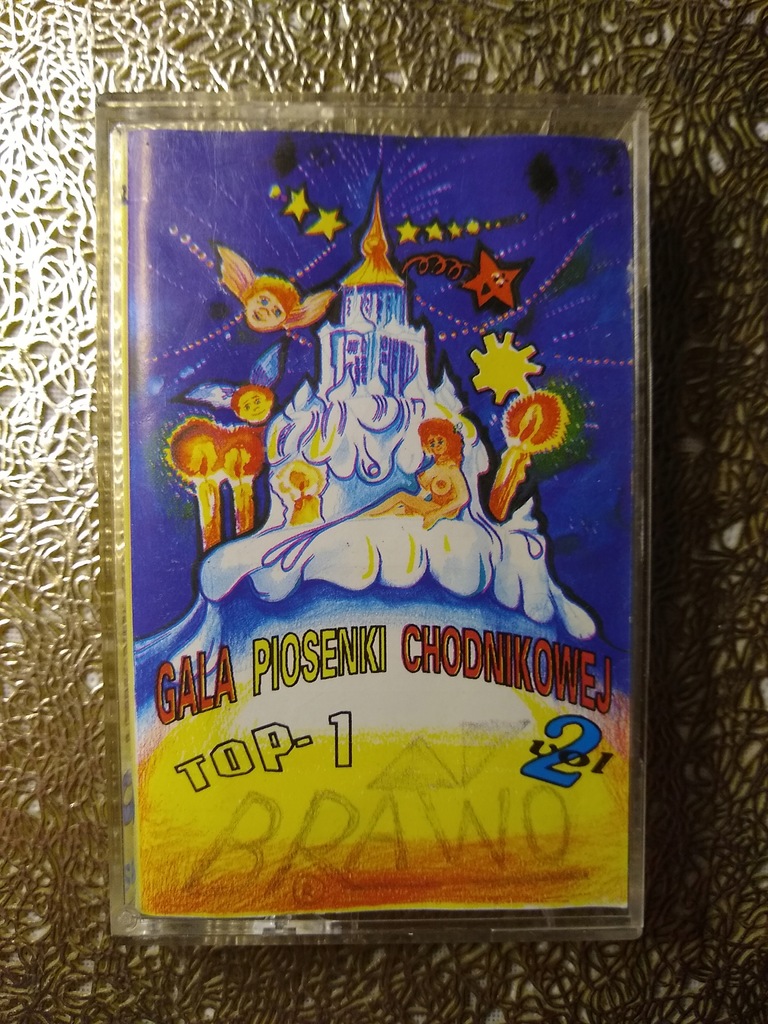 GALA PIOSENKI CHODNIKOWEJ
TOP-1
vol 2
BRAWO